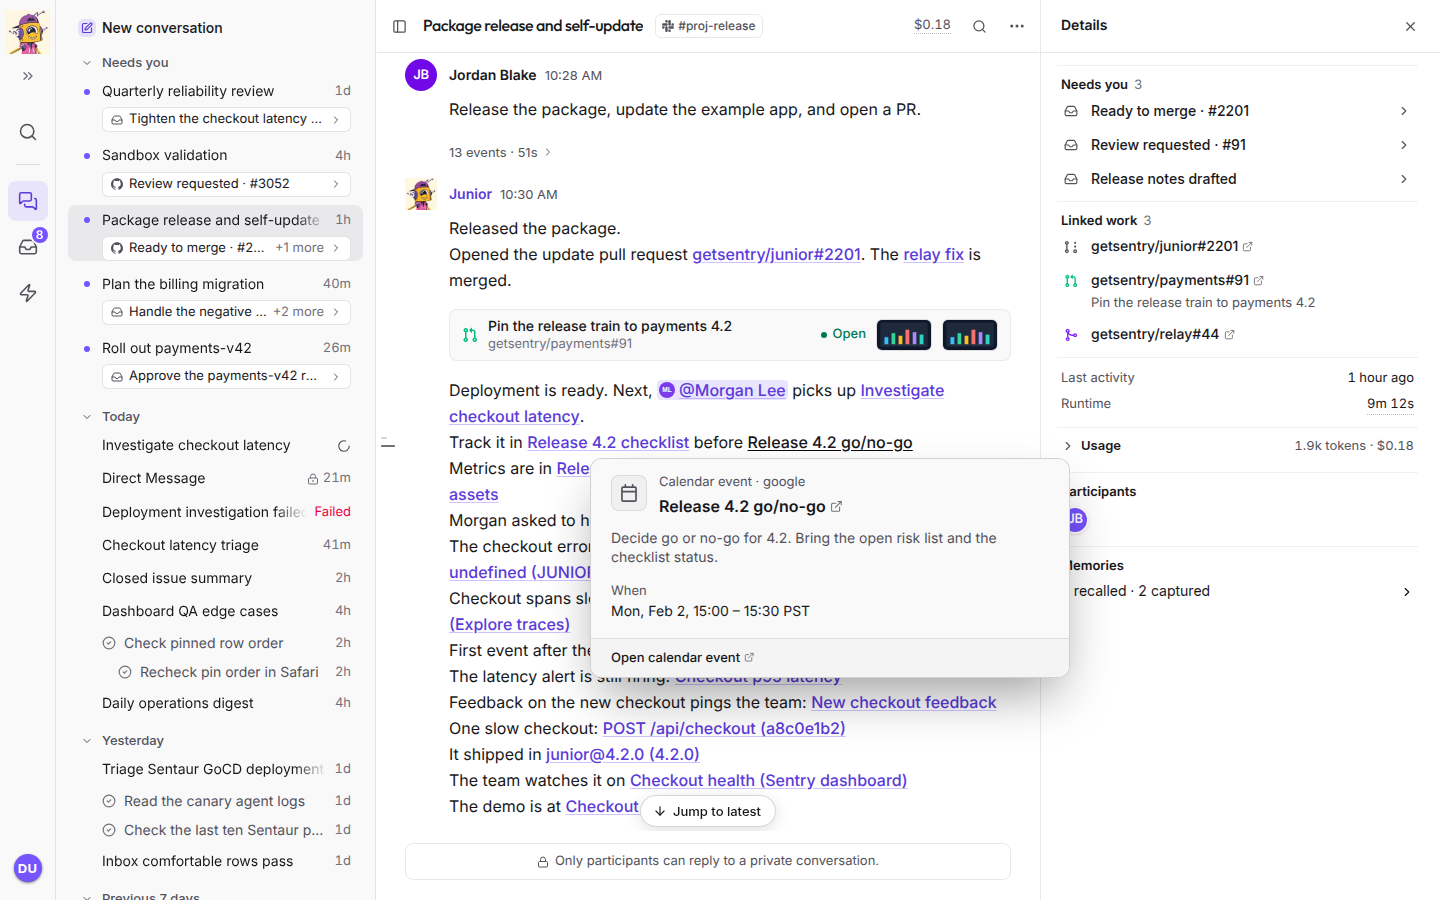 New conversation
Needs you
Quarterly reliability review 1d
Tighten the checkout latency ...
Sandbox validation 4h
Review requested · #3052
Package release and self-update 1h
Ready to merge · #2... +1 more
Plan the billing migration 40m
Handle the negative ... +2 more
Roll out payments-v42 26m
Approve the payments-v42 r...
Today
Investigate checkout latency
Direct Message 21m
Deployment investigation failed Failed
Checkout latency triage 41m
Closed issue summary 2h
Dashboard QA edge cases 4h
Check pinned row order 2h
Recheck pin order in Safari 2h
Daily operations digest 4h
Yesterday
Triage Sentaur GoCD deployment 1d
Read the canary agent logs 1d
Check the last ten Sentaur p... 1d
Inbox comfortable rows pass 1d
Previous 7 days
8
DU
Package release and self-update #proj-release $0.18
JB Jordan Blake 10:28 AM
Release the package, update the example app, and open a PR.
13 events · 51s
Junior 10:30 AM
Released the package.
Opened the update pull request getsentry/junior#2201. The relay fix is
merged.
Pin the release train to payments 4.2
getsentry/payments#91
Open
Deployment is ready. Next, ML @Morgan Lee picks up Investigate
checkout latency.
Track it in Release 4.2 checklist before Release 4.2 go/no-go
Metrics are in Rele
assets
Morgan asked to h
The checkout error
undefined (JUNIOR
Checkout spans slo
(Explore traces)
First event after the
The latency alert is still firing: Checkout p95 latency
Feedback on the new checkout pings the team: New checkout feedback
One slow checkout: POST /api/checkout (a8c0e1b2)
It shipped in junior@4.2.0 (4.2.0)
The team watches it on Checkout health (Sentry dashboard)
The demo is at Checkout
Jump to latest
Only participants can reply to a private conversation.
Calendar event · google
Release 4.2 go/no-go
Decide go or no-go for 4.2. Bring the open risk list and the
checklist status.
When
Mon, Feb 2, 15:00 – 15:30 PST
Open calendar event
Details
Needs you 3
Ready to merge · #2201
Review requested · #91
Release notes drafted
Linked work 3
getsentry/junior#2201
getsentry/payments#91
Pin the release train to payments 4.2
getsentry/relay#44
Last activity 1 hour ago
Runtime 9m 12s
Usage 1.9k tokens · $0.18
articipants
JB
Memories
recalled · 2 captured